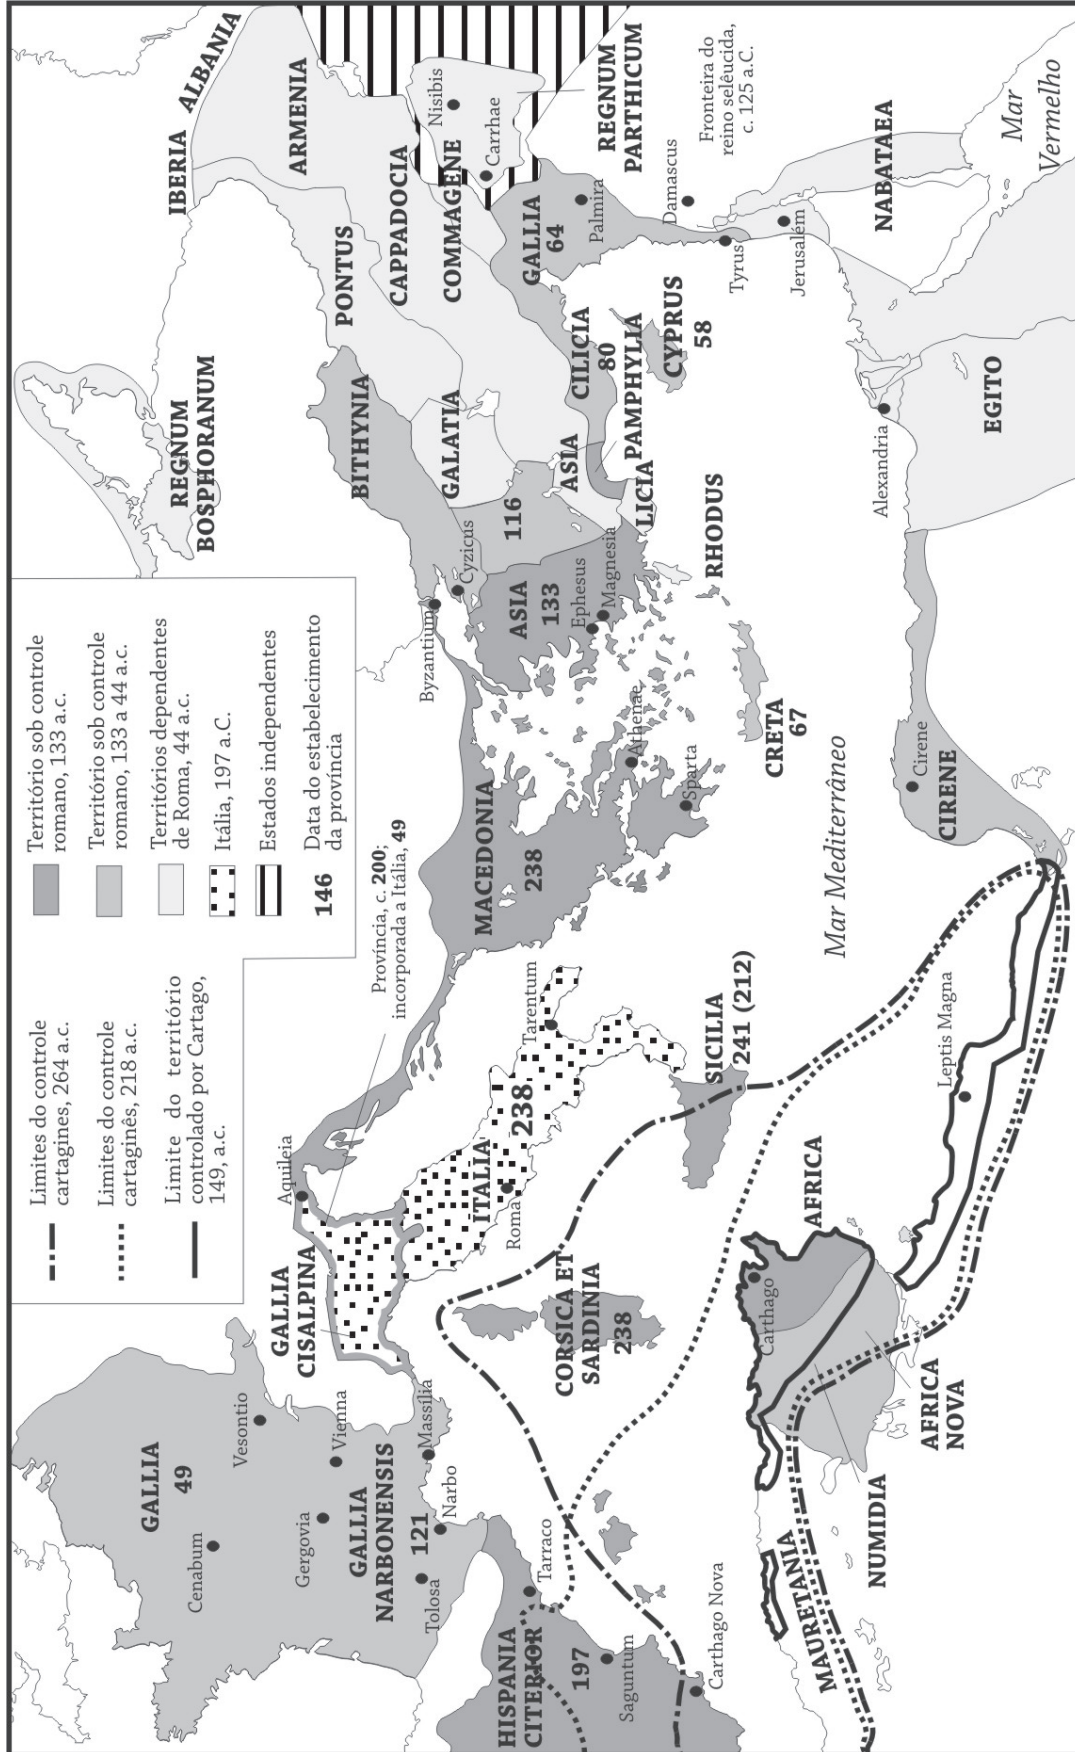 Limites do controle
cartagines, 264 a.c.
Limites do controle
cartaginês, 218 a.c.
Limite do território
controlado por Cartago,
149, a.c.
Território sob controle
romano, 133 a.c.
Território sob controle
romano, 133 a 44 a.c.
Territórios dependentes
de Roma, 44 a.c.
Itália, 197 a.C.
Estados independentes
146
Data do estabelecimento
da província
GALLIA
49
Cenabum
Vesontio
Gergovia
Vienna
GALLIA
NARBONENSIS
121
Tolosa
Narbo
Massilia
HISPANIA
CITERIOR
197
Tarraco
Saguntum
Carthago Nova
GALLIA
CISALPINA
Aquileia
Província, c. 200;
incorporada a Itália, 49
ITALIA
238
Roma
Tarentum
CORSICA ET
SARDINIA
238
SICILIA
241 (212)
MACEDONIA
238
Athenae
Sparta
Byzantium
Cyzicus
ASIA
133
Ephesus
Magnesia
116
ASIA
LICIA
PAMPHYLIA
RHODUS
CRETA
67
REGNUM
BOSPHORANUM
BITHYNIA
GALATIA
PONTUS
CAPPADOCIA
COMMAGENE
CILICIA
80
CYPRUS
58
IBERIA
ALBANIA
ARMENIA
Nisibis
Carrhae
REGNUM
PARTHICUM
GALLIA
64
Palmira
Damascus
Fronteira do
reino selêucida,
c. 125 a.C.
Tyrus
Jerusalém
NABATAEA
Mar
Vermelho
Alexandria
EGITO
Mar Mediterrâneo
Cirene
CIRENE
Leptis Magna
AFRICA
Carthago
AFRICA
NOVA
NUMIDIA
MAURETANIA